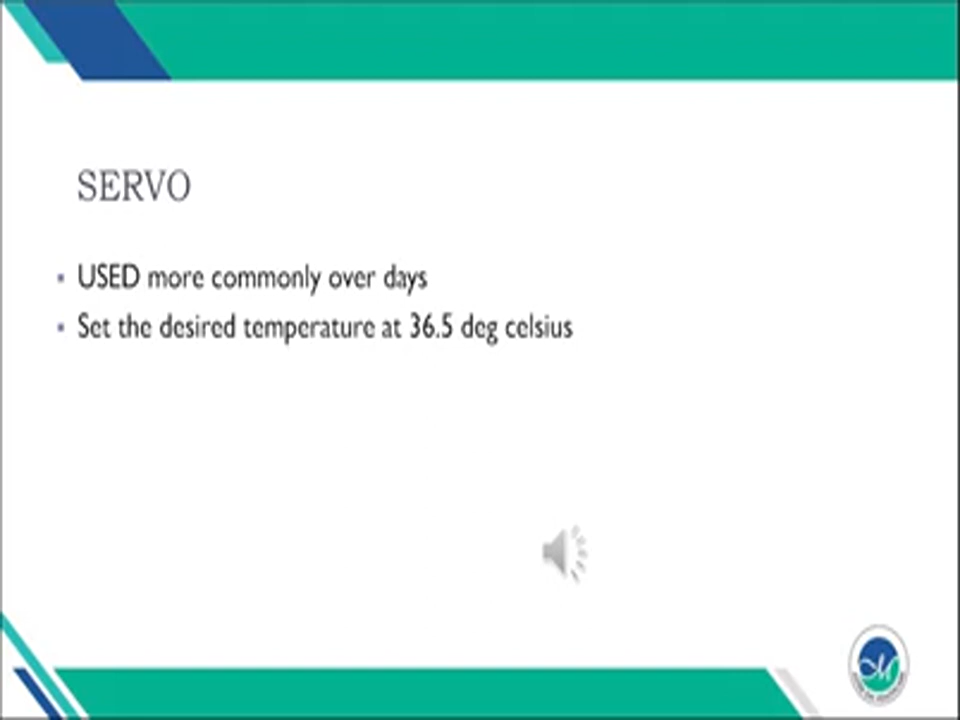 SERVO
▪ USED more commonly over days
▪ Set the desired temperature at 36.5 deg celsius